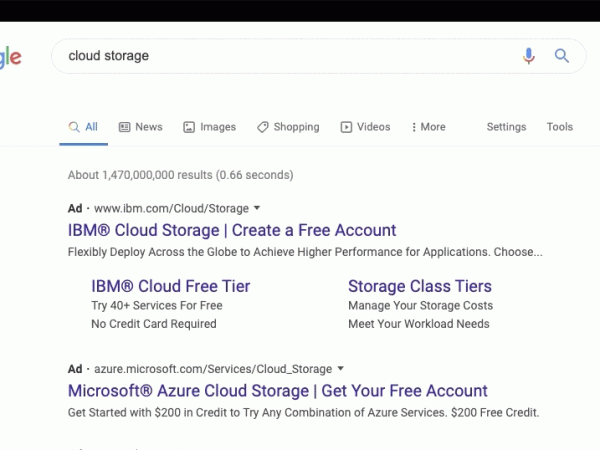 gle
cloud storage
All News Images Shopping Videos More Settings Tools
About 1,470,000,000 results (0.66 seconds)
Ad · www.ibm.com/Cloud/Storage
IBM® Cloud Storage | Create a Free Account
Flexibly Deploy Across the Globe to Achieve Higher Performance for Applications. Choose...
IBM® Cloud Free Tier
Try 40+ Services For Free
No Credit Card Required
Storage Class Tiers
Manage Your Storage Costs
Meet Your Workload Needs
Ad · azure.microsoft.com/Services/Cloud_Storage
Microsoft® Azure Cloud Storage | Get Your Free Account
Get Started with $200 in Credit to Try Any Combination of Azure Services. $200 Free Credit.